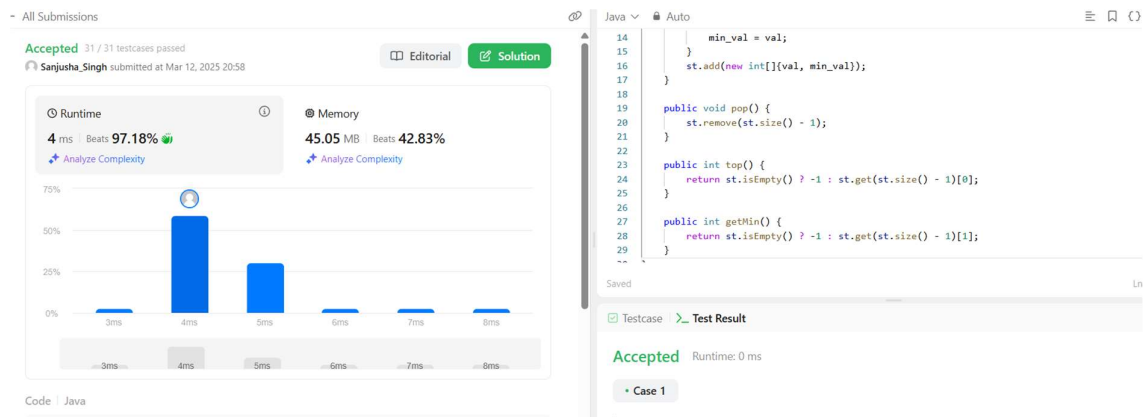 All Submissions
Accepted 31 / 31 testcases passed
Sanjusha_Singh submitted at Mar 12, 2025 20:58
Editorial
Solution
Runtime
4 ms Beats 97.18%
Analyze Complexity
Memory
45.05 MB Beats 42.83%
Analyze Complexity
75%
50%
25%
0%
3ms 4ms 5ms 6ms 7ms 8ms
3ms 4ms 5ms 6ms 7ms 8ms
Code Java
Java Auto
14 min_val = val;
15 }
16 st.add(new int[]{val, min_val});
17 }
18
19 public void pop() {
20 st.remove(st.size() - 1);
21 }
22
23 public int top() {
24 return st.isEmpty() ? -1 : st.get(st.size() - 1)[0];
25 }
26
27 public int getMin() {
28 return st.isEmpty() ? -1 : st.get(st.size() - 1)[1];
29 }
Saved
Ln
Testcase Test Result
Accepted Runtime: 0 ms
• Case 1